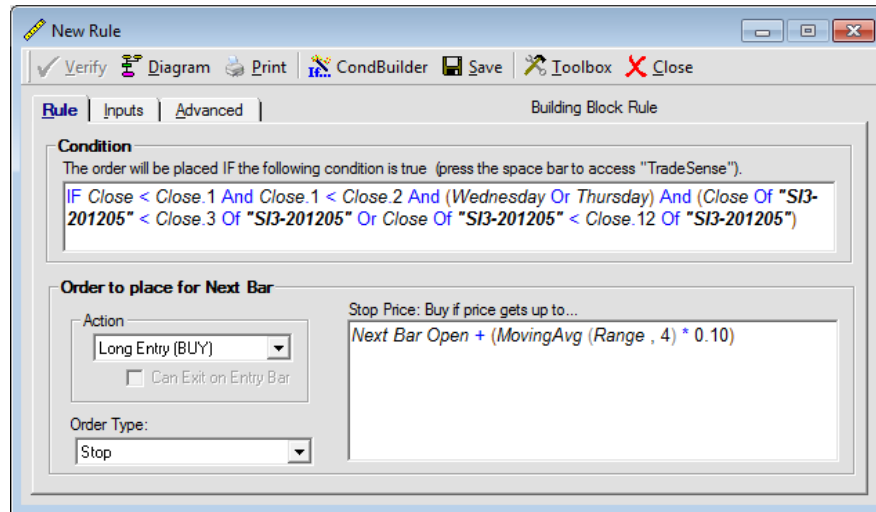 New Rule
Verify Diagram Print If... CondBuilder Save Toolbox Close
Rule Inputs Advanced Building Block Rule
Condition
The order will be placed IF the following condition is true (press the space bar to access "TradeSense").
IF Close < Close.1 And Close.1 < Close.2 And (Wednesday Or Thursday) And (Close Of "SI3-
201205" < Close.3 Of "SI3-201205" Or Close Of "SI3-201205" < Close.12 Of "SI3-201205")
Order to place for Next Bar
Action
Long Entry (BUY)
Can Exit on Entry Bar
Order Type:
Stop
Stop Price: Buy if price gets up to...
Next Bar Open + (MovingAvg (Range , 4) * 0.10)